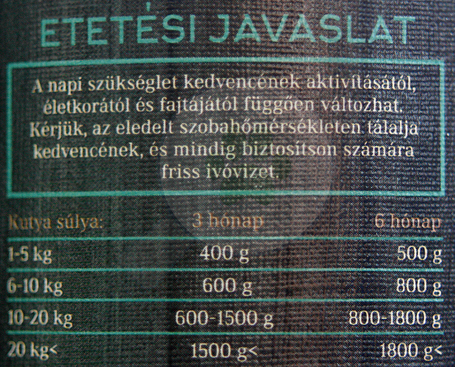 ETETÉSI JAVASLAT
A napi szükséglet kedvencének aktivitásától,
életkorától és fajtájától függően változhat.
Kérjük, az eledelt szobahőmérsékleten tálalja
kedvencének, és mindig biztosítson számára
friss ivóvizet.
Kutya súlya: 3 hónap 6 hónap
1-5 kg 400 g 500 g
6-10 kg 600 g 800 g
10-20 kg 600-1500 g 800-1800 g
20 kg< 1500 g< 1800 g<